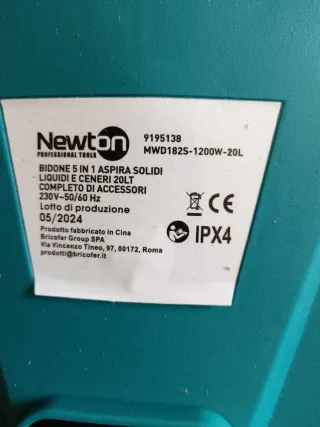 Newton
PROFESSIONAL TOOLS
9195138
MWD182S-1200W-20L
BIDONE 5 IN 1 ASPIRA SOLIDI
LIQUIDI E CENERI 20LT
COMPLETO DI ACCESSORI
230V~50/60 Hz
Lotto di produzione
05/2024
Prodotto fabbricato in Cina
Bricofer Group SPA
Via Vincenzo Tineo, 97, 00172, Roma
prodotti@bricofer.it
CE
IPX4